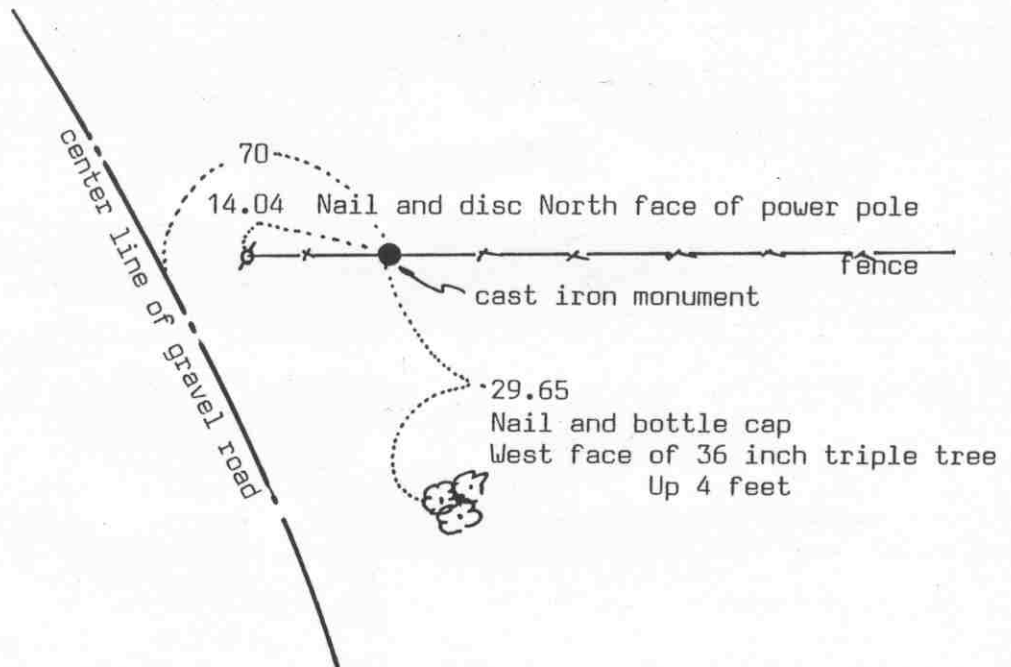 70
14.04 Nail and disc North face of power pole
fence
cast iron monument
center line of gravel road
29.65
Nail and bottle cap
West face of 36 inch triple tree
Up 4 feet